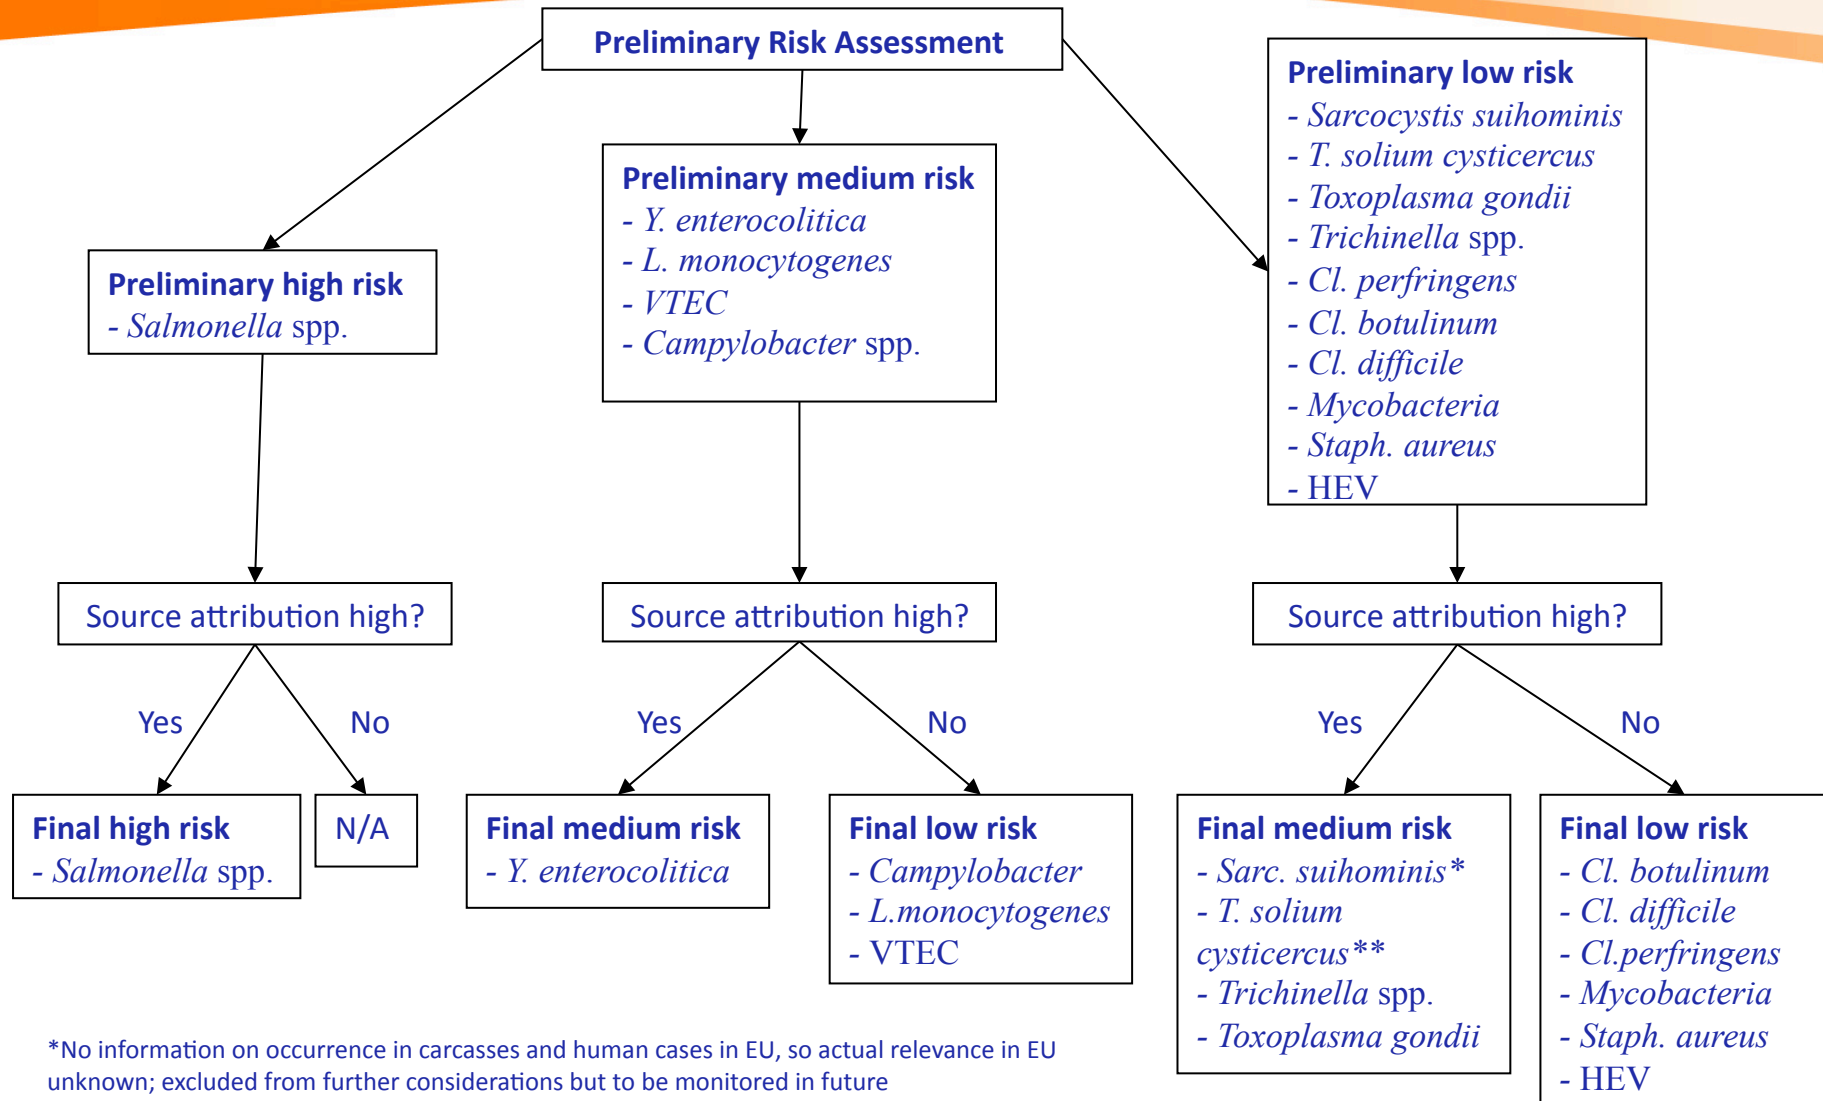 Preliminary Risk Assessment
Preliminary high risk
- Salmonella spp.
Preliminary medium risk
- Y. enterocolitica
- L. monocytogenes
- VTEC
- Campylobacter spp.
Preliminary low risk
- Sarcocystis suihominis
- T. solium cysticercus
- Toxoplasma gondii
- Trichinella spp.
- Cl. perfringens
- Cl. botulinum
- Cl. difficile
- Mycobacteria
- Staph. aureus
- HEV
Source attribution high?
Source attribution high?
Source attribution high?
Yes
No
Yes
No
Yes
No
Final high risk
- Salmonella spp.
N/A
Final medium risk
- Y. enterocolitica
Final low risk
- Campylobacter
- L.monocytogenes
- VTEC
Final medium risk
- Sarc. suihominis*
- T. solium
cysticercus**
- Trichinella spp.
- Toxoplasma gondii
Final low risk
- Cl. botulinum
- Cl. difficile
- Cl.perfringens
- Mycobacteria
- Staph. aureus
- HEV
*No information on occurrence in carcasses and human cases in EU, so actual relevance in EU
unknown; excluded from further considerations but to be monitored in future